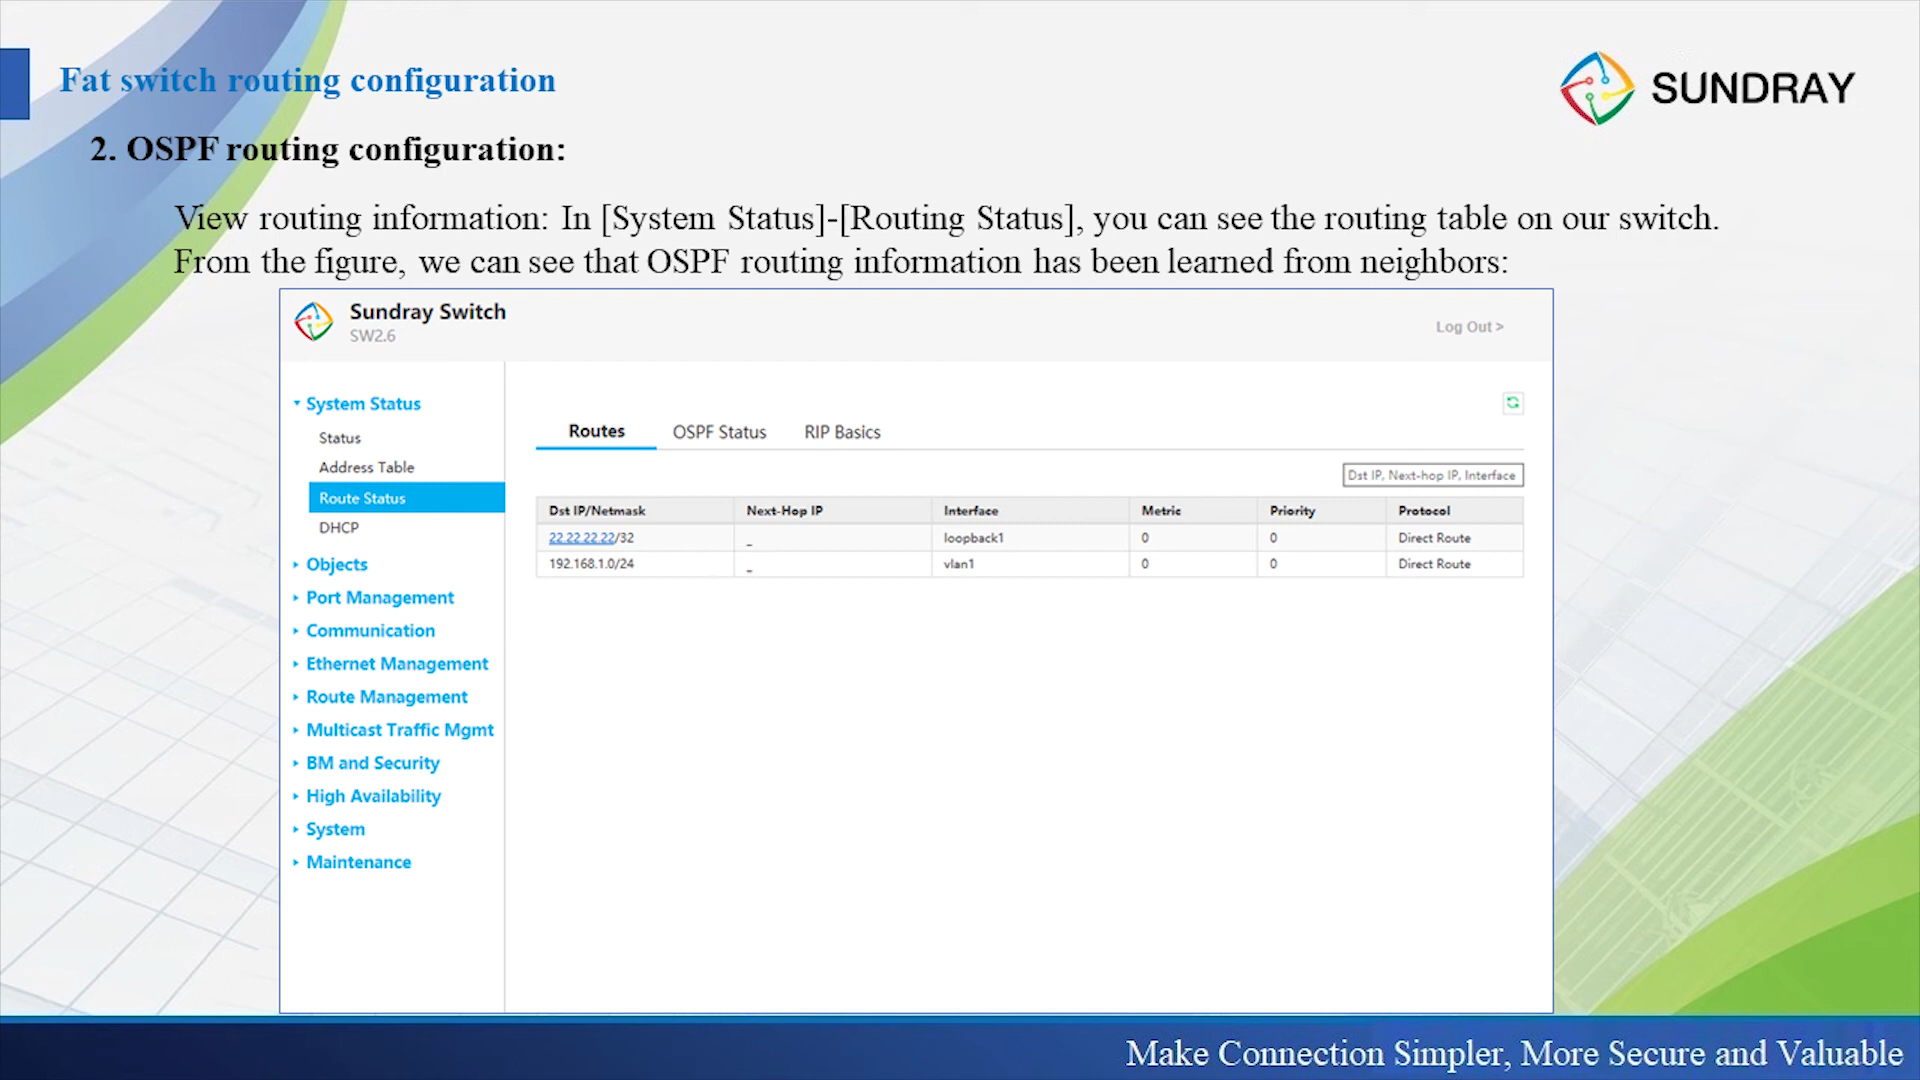 Fat switch routing configuration
SUNDRAY
2. OSPF routing configuration:
View routing information: In [System Status]-[Routing Status], you can see the routing table on our switch.
From the figure, we can see that OSPF routing information has been learned from neighbors:
Sundray Switch
SW2.6
Log Out >
System Status
Status
Address Table
Route Status
DHCP
Objects
Port Management
Communication
Ethernet Management
Route Management
Multicast Traffic Mgmt
BM and Security
High Availability
System
Maintenance
Routes OSPF Status RIP Basics
Dst IP, Next-hop IP, Interface
Dst IP/Netmask Next-Hop IP Interface Metric Priority Protocol
22.22.22.22/32 _ loopback1 0 0 Direct Route
192.168.1.0/24 _ vlan1 0 0 Direct Route
Make Connection Simpler, More Secure and Valuable